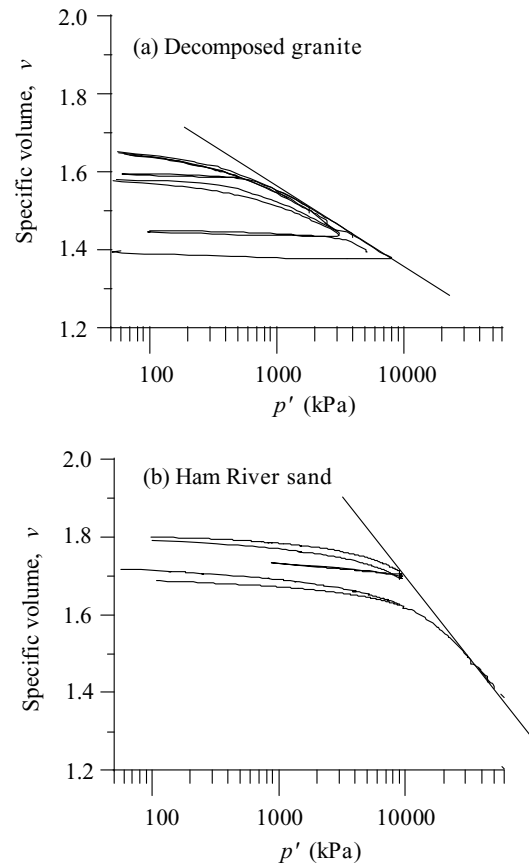 (a) Decomposed granite
Specific volume, v
2.0
1.8
1.6
1.4
1.2
100 1000 10000
p′ (kPa)
(b) Ham River sand
Specific volume, v
2.0
1.8
1.6
1.4
1.2
100 1000 10000
p′ (kPa)